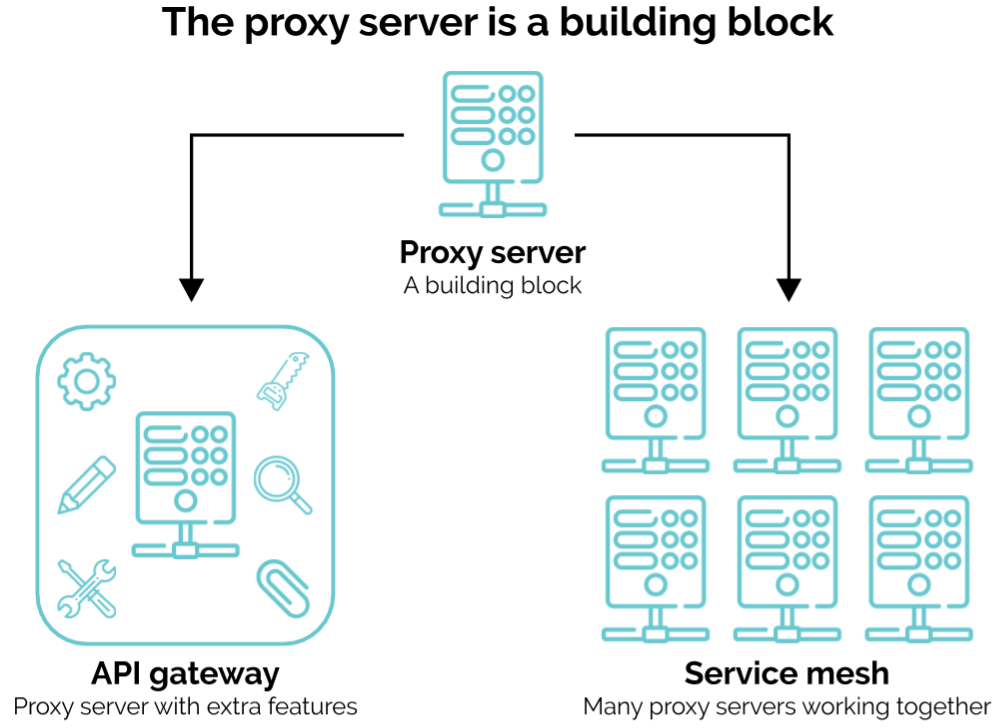 The proxy server is a building block
Proxy server
A building block
API gateway
Proxy server with extra features
Service mesh
Many proxy servers working together